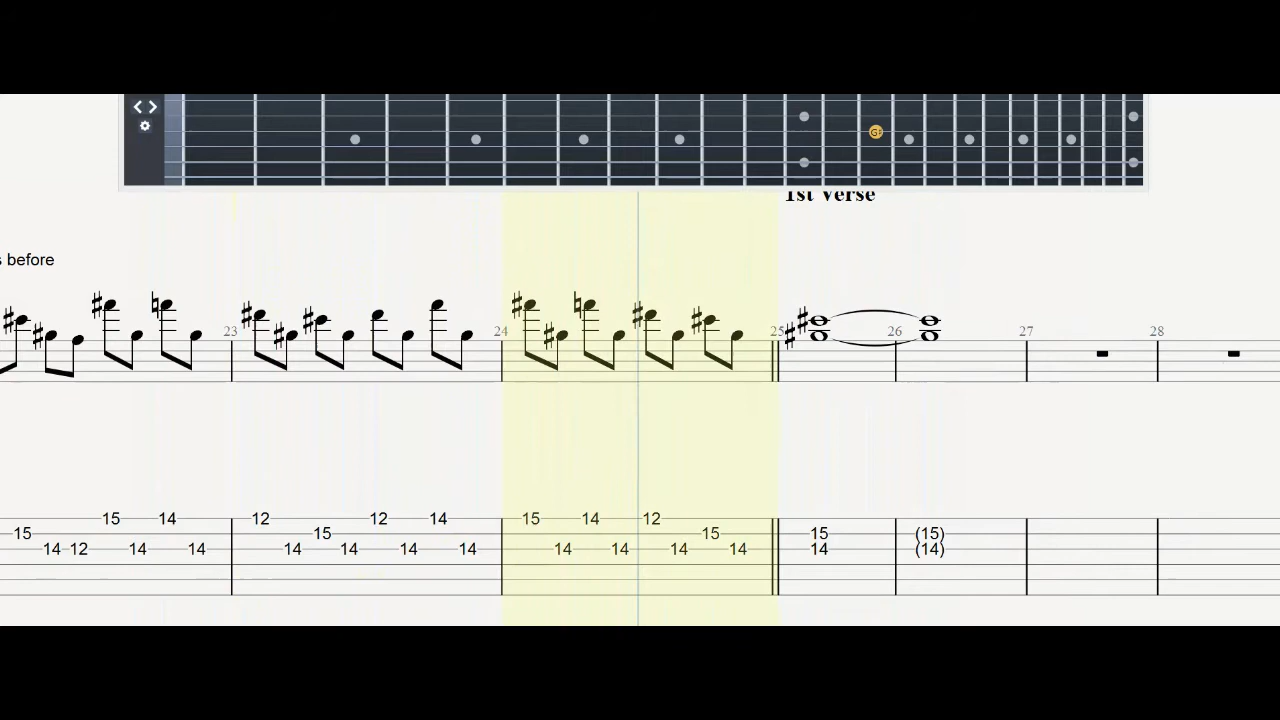 G♯
1st Verse
s before
23 24 25 26 27 28
15 14 12 12 14 15 14 12
15 15 15 15 (15)
14 12 14 14 14 14 14 14 14 14 14 14 14 (14)